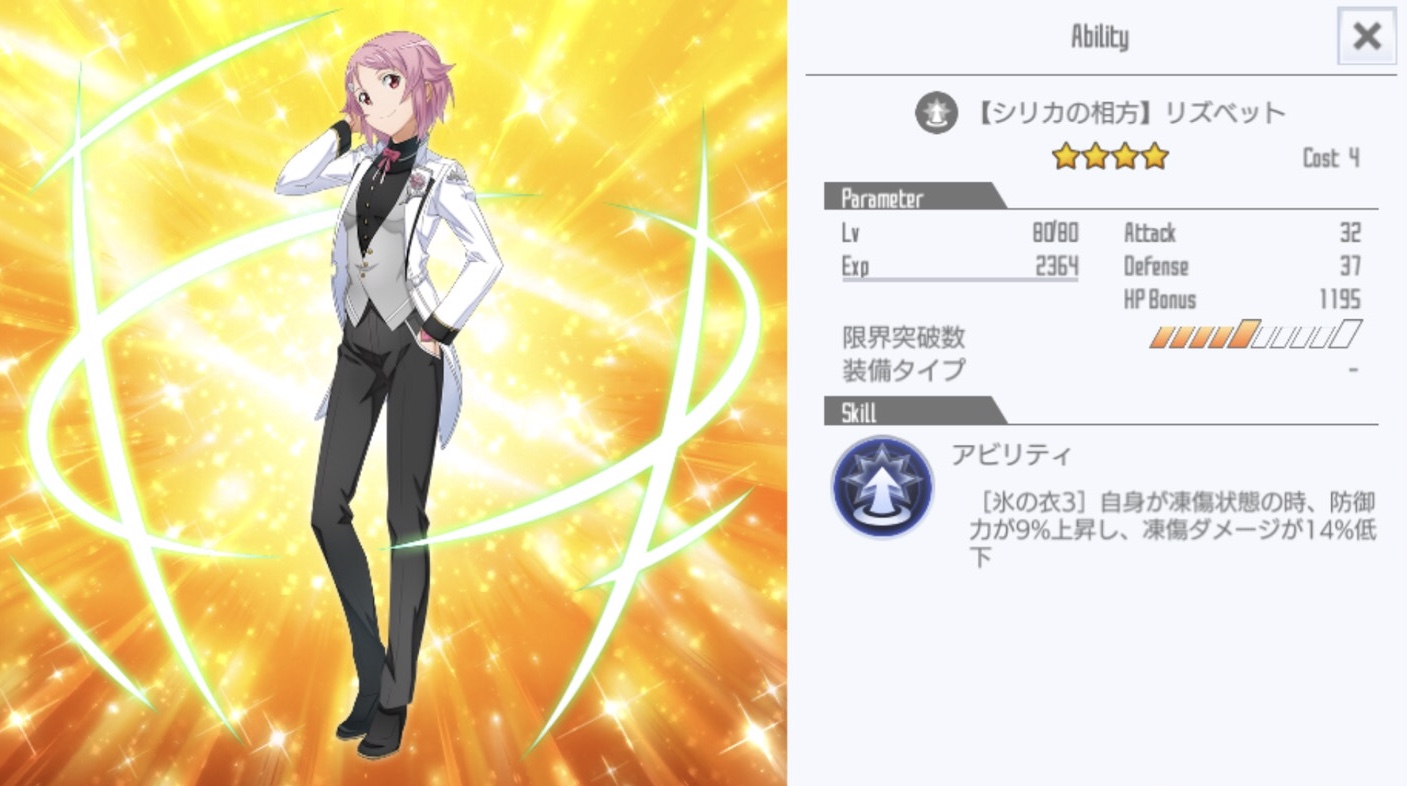 Ability
【シリカの相方】リズベット
Cost 4
Parameter
Lv 80/80 Attack 32
Exp 2364 Defense 37
HP Bonus 1195
限界突破数
装備タイプ -
Skill
アビリティ
［氷の衣3］自身が凍傷状態の時、防御
力が9%上昇し、凍傷ダメージが14%低
下